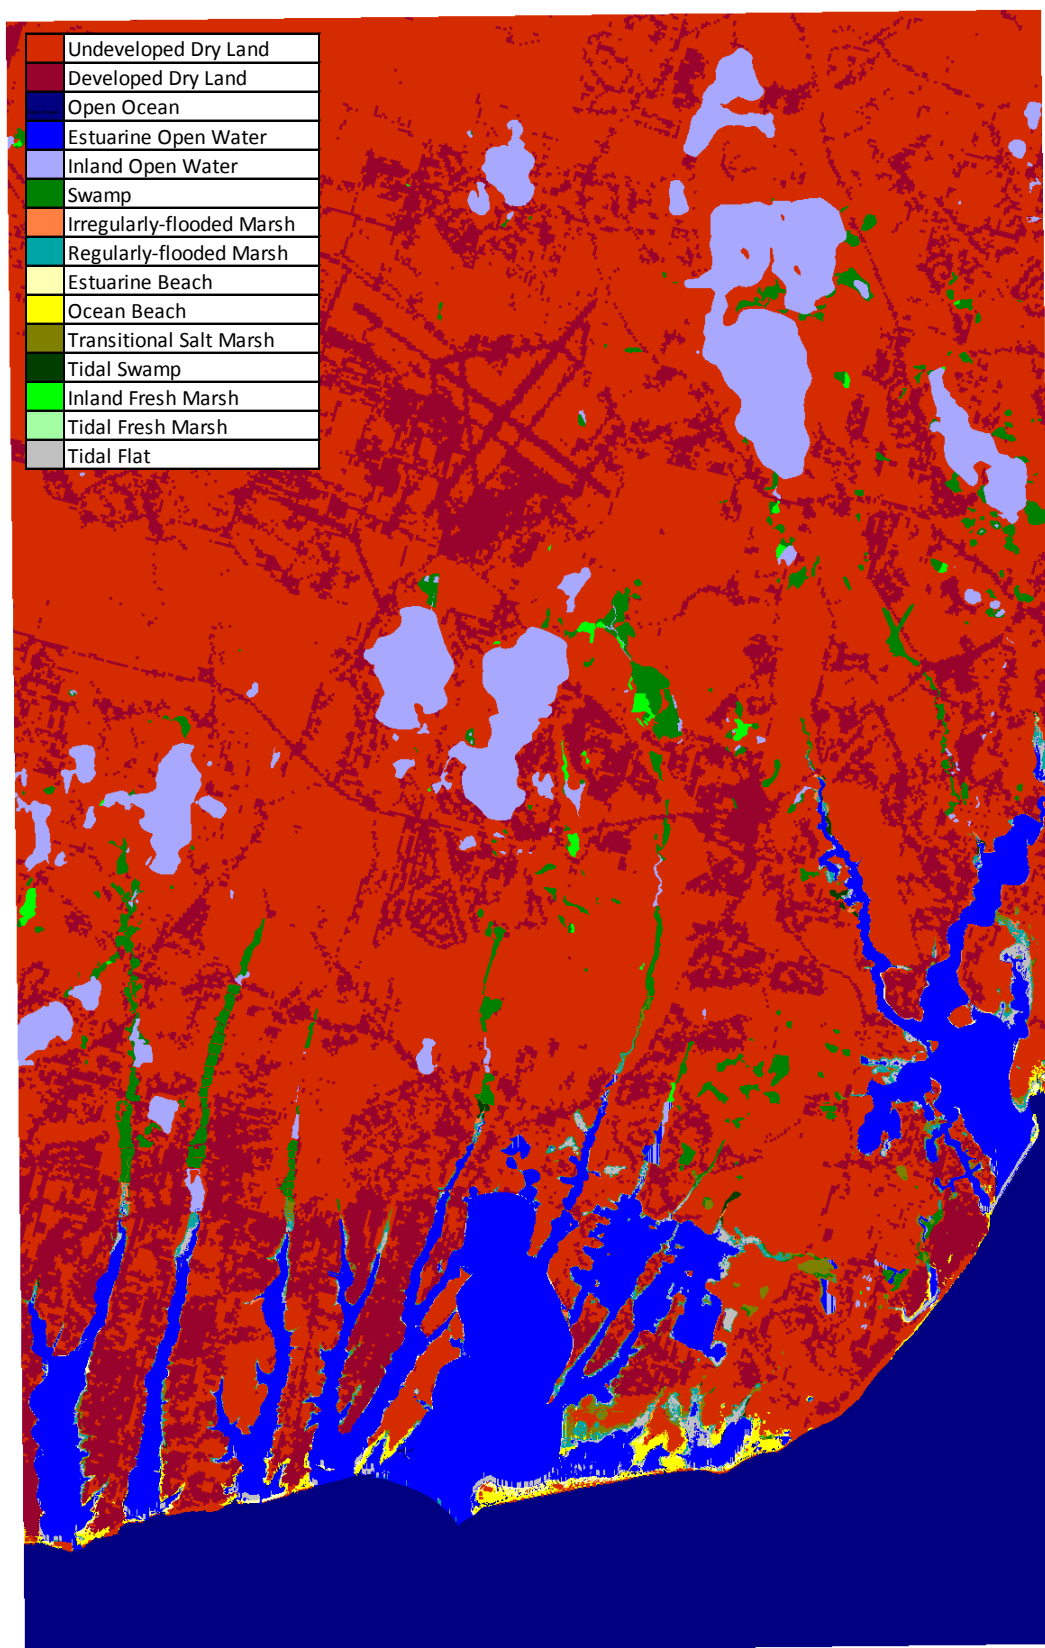 Undeveloped Dry Land
Developed Dry Land
Open Ocean
Estuarine Open Water
Inland Open Water
Swamp
Irregularly-flooded Marsh
Regularly-flooded Marsh
Estuarine Beach
Ocean Beach
Transitional Salt Marsh
Tidal Swamp
Inland Fresh Marsh
Tidal Fresh Marsh
Tidal Flat